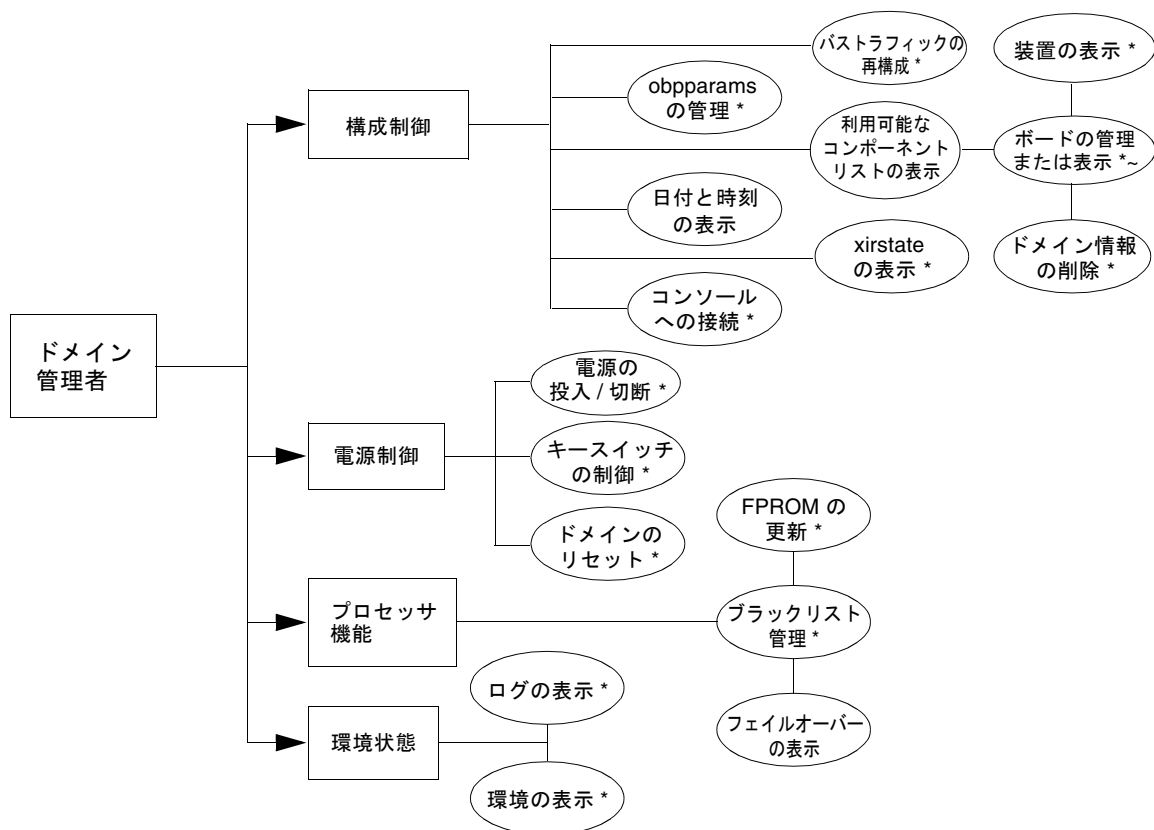 ドメイン
管理者
構成制御
バストラフィックの
再構成 *
obpparams
の管理 *
利用可能な
コンポーネント
リストの表示
装置の表示 *
ボードの管理
または表示 *~
ドメイン情報
の削除 *
日付と時刻
の表示
xirstate
の表示 *
コンソール
への接続 *
電源制御
電源の
投入 / 切断 *
キースイッチ
の制御 *
ドメインの
リセット *
プロセッサ
機能
FPROM の
更新 *
ブラックリスト
管理 *
フェイルオーバー
の表示
環境状態
ログの表示 *
環境の表示 *